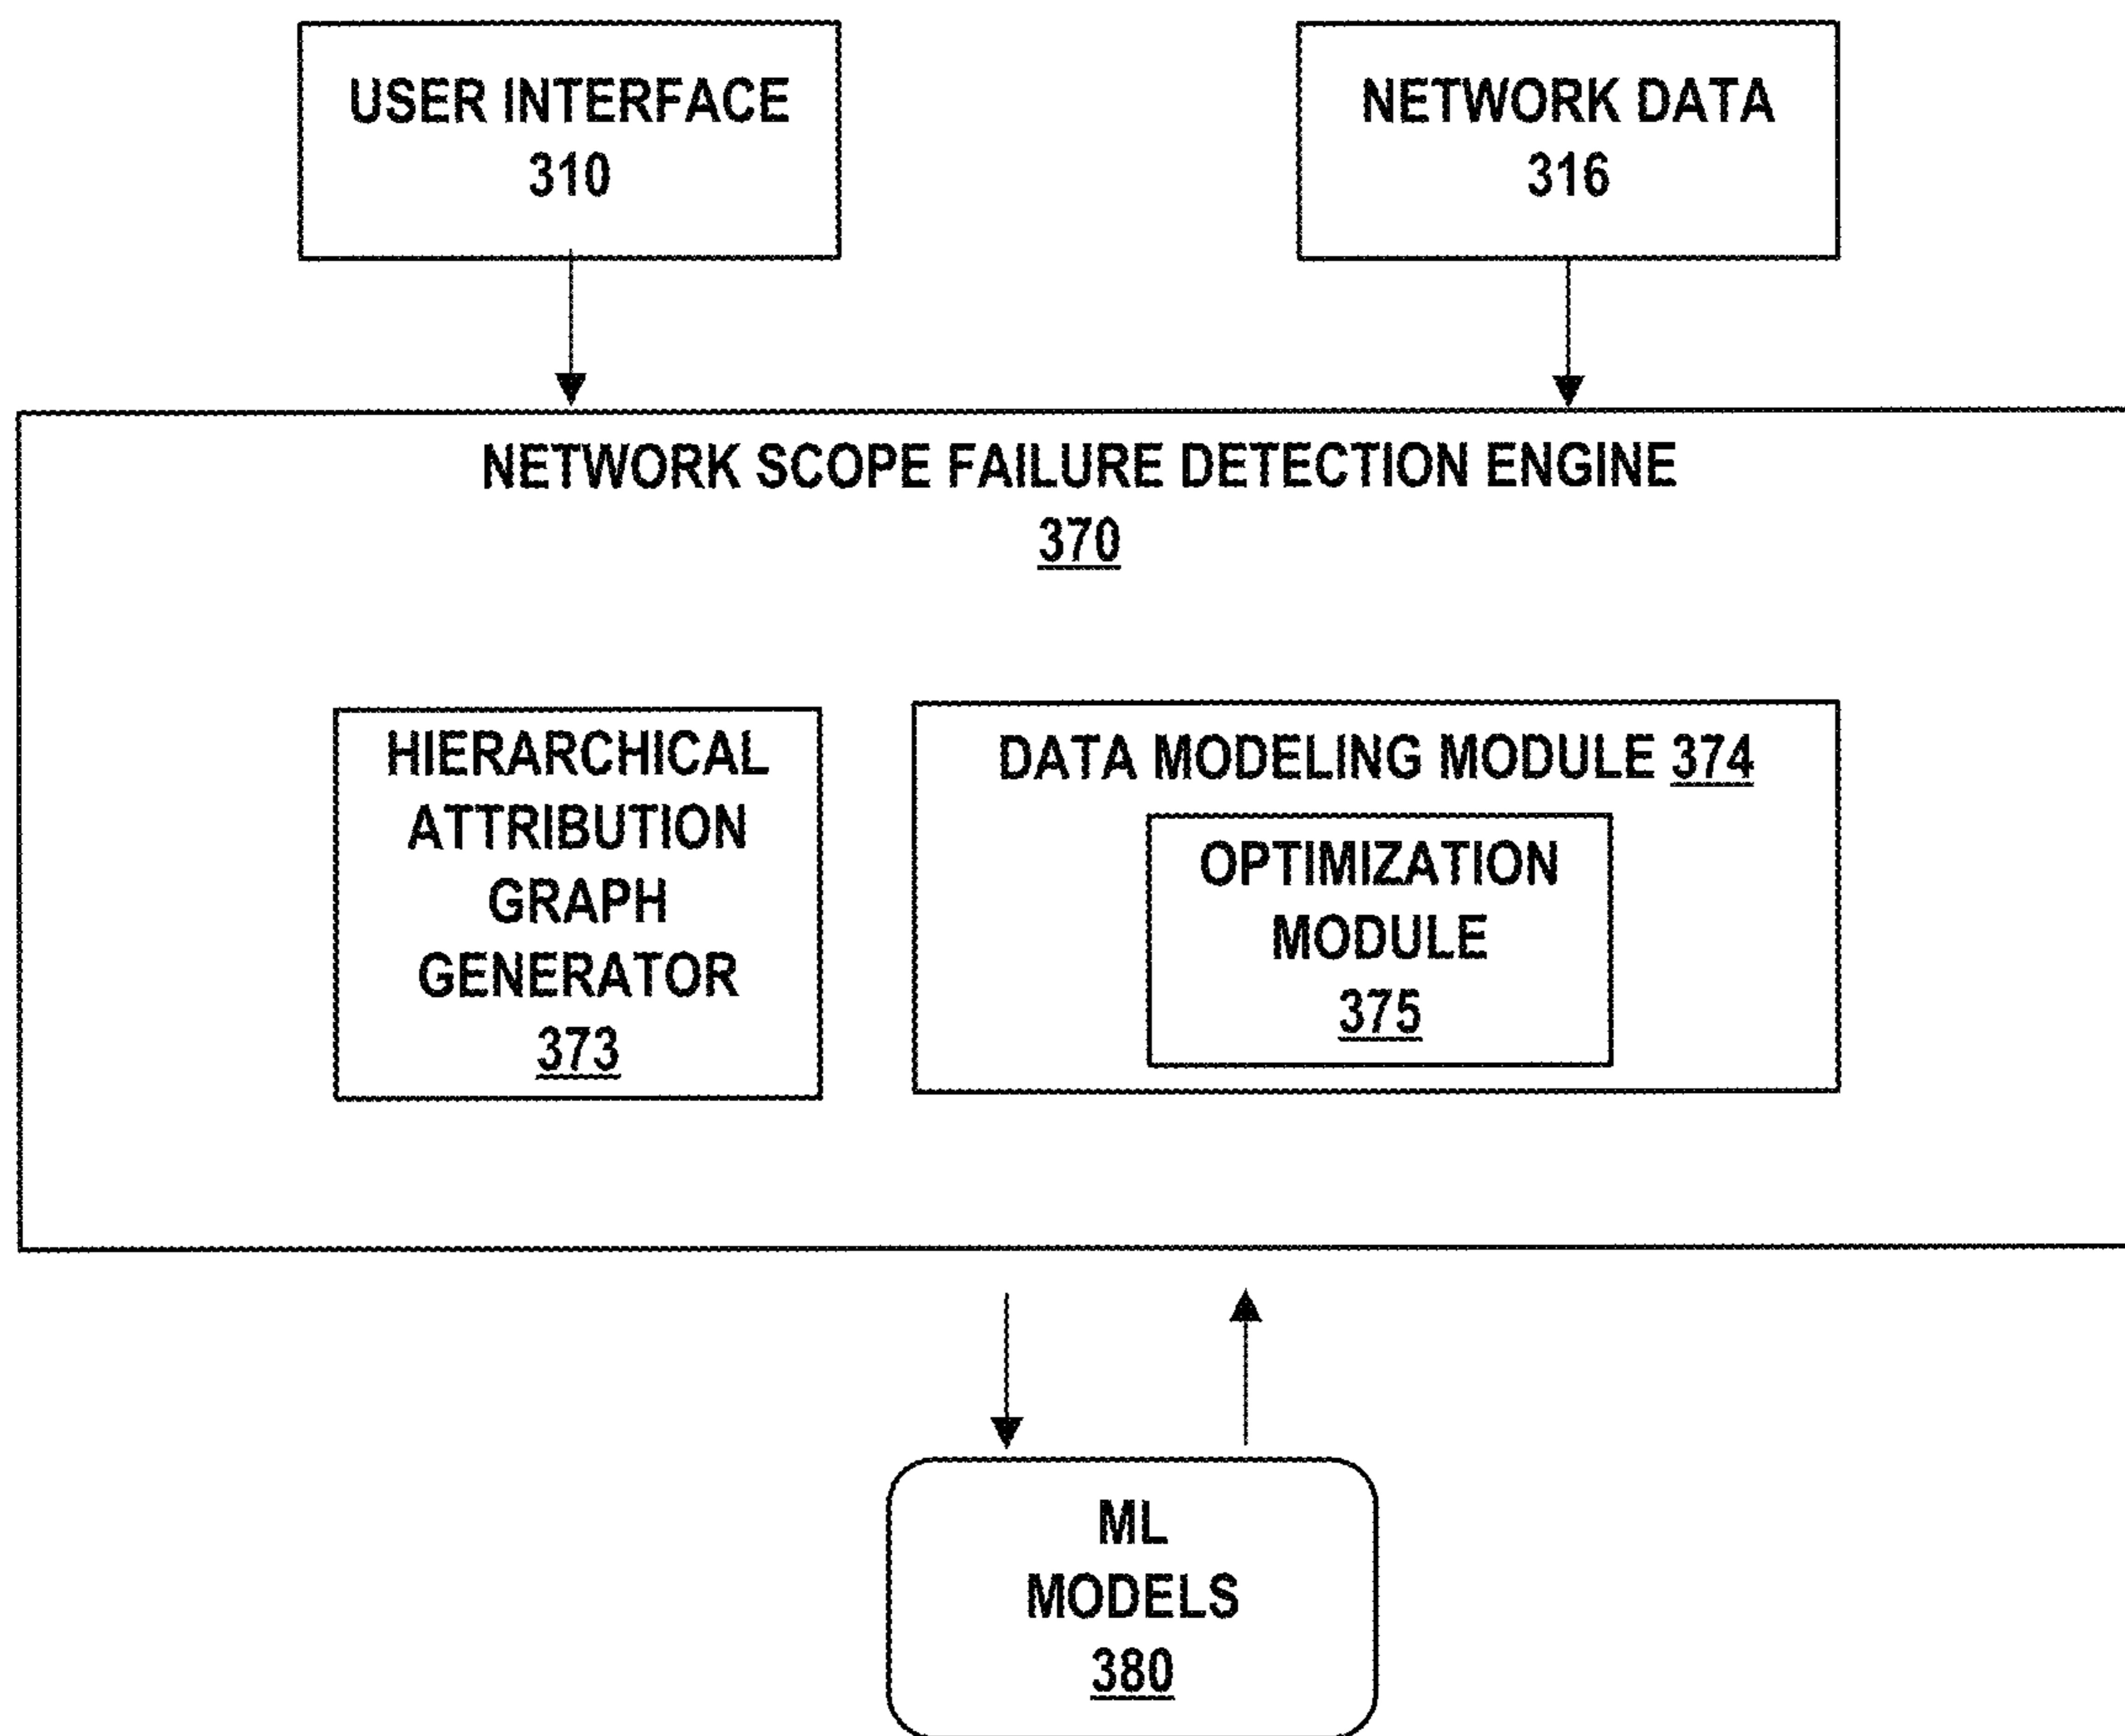 USER INTERFACE
310
NETWORK DATA
316
NETWORK SCOPE FAILURE DETECTION ENGINE
370
HIERARCHICAL
ATTRIBUTION
GRAPH
GENERATOR
373
DATA MODELING MODULE 374
OPTIMIZATION
MODULE
375
ML
MODELS
380